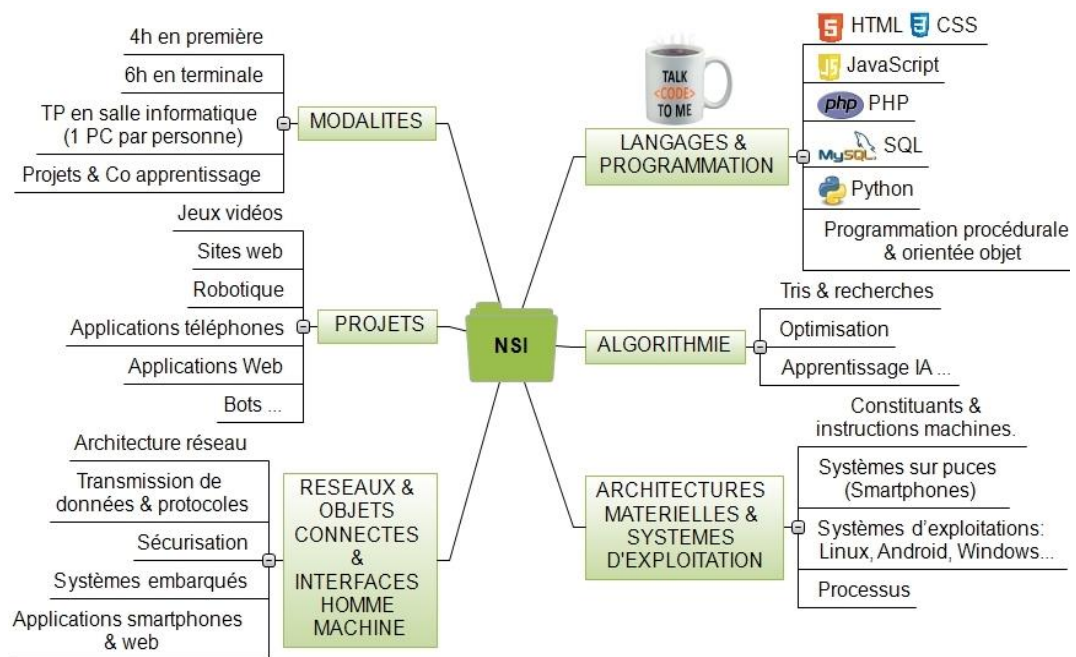 4h en première
6h en terminale
TP en salle informatique
(1 PC par personne)
Projets & Co apprentissage
MODALITES
Jeux vidéos
Sites web
Robotique
Applications téléphones
Applications Web
Bots ...
PROJETS
Architecture réseau
Transmission de
données & protocoles
Sécurisation
Systèmes embarqués
Applications smartphones
& web
RESEAUX &
OBJETS
CONNECTES
&
INTERFACES
HOMME
MACHINE
NSI
TALK
<CODE>
TO ME
LANGAGES &
PROGRAMMATION
5 HTML 3 CSS
JS JavaScript
php PHP
MySQL SQL
Python
Programmation procédurale
& orientée objet
ALGORITHMIE
Tris & recherches
Optimisation
Apprentissage IA ...
ARCHITECTURES
MATERIELLES &
SYSTEMES
D'EXPLOITATION
Constituants &
instructions machines.
Systèmes sur puces
(Smartphones)
Systèmes d'exploitations:
Linux, Android, Windows...
Processus